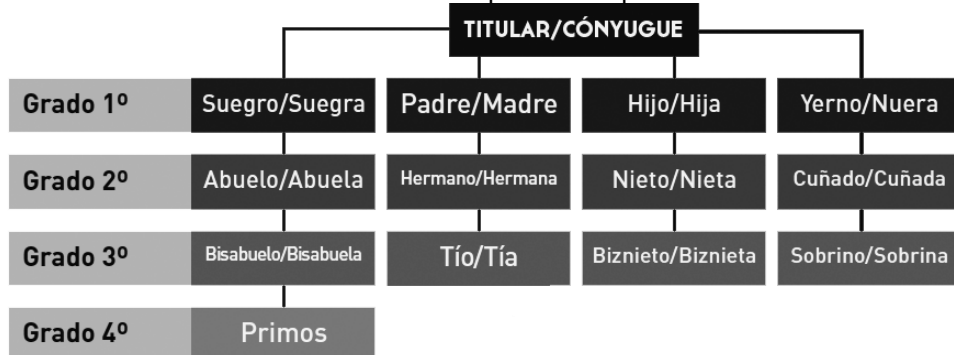 TITULAR/CÓNYUGUE
Grado 1º Suegro/Suegra Padre/Madre Hijo/Hija Yerno/Nuera
Grado 2º Abuelo/Abuela Hermano/Hermana Nieto/Nieta Cuñado/Cuñada
Grado 3º Bisabuelo/Bisabuela Tío/Tía Biznieto/Biznieta Sobrino/Sobrina
Grado 4º Primos